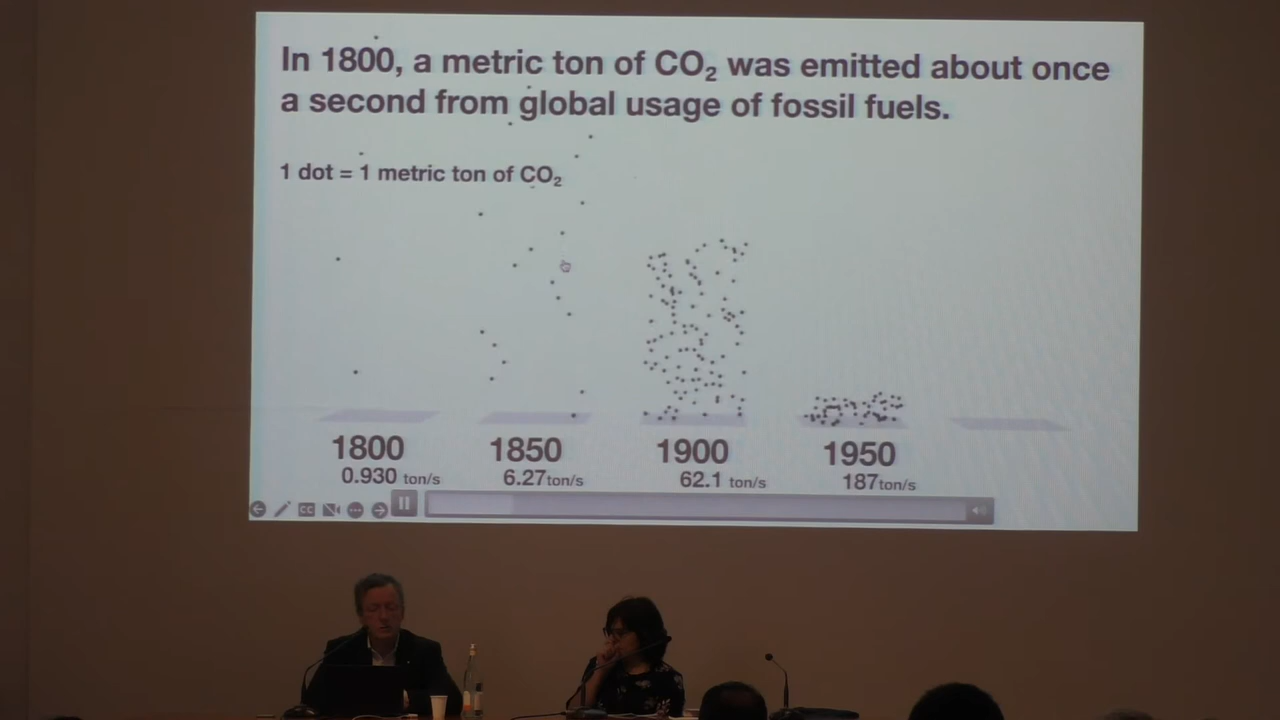 In 1800, a metric ton of CO₂ was emitted about once
a second from global usage of fossil fuels.
1 dot = 1 metric ton of CO₂
1800 1850 1900 1950
0.930 ton/s 6.27ton/s 62.1 ton/s 187ton/s
CC